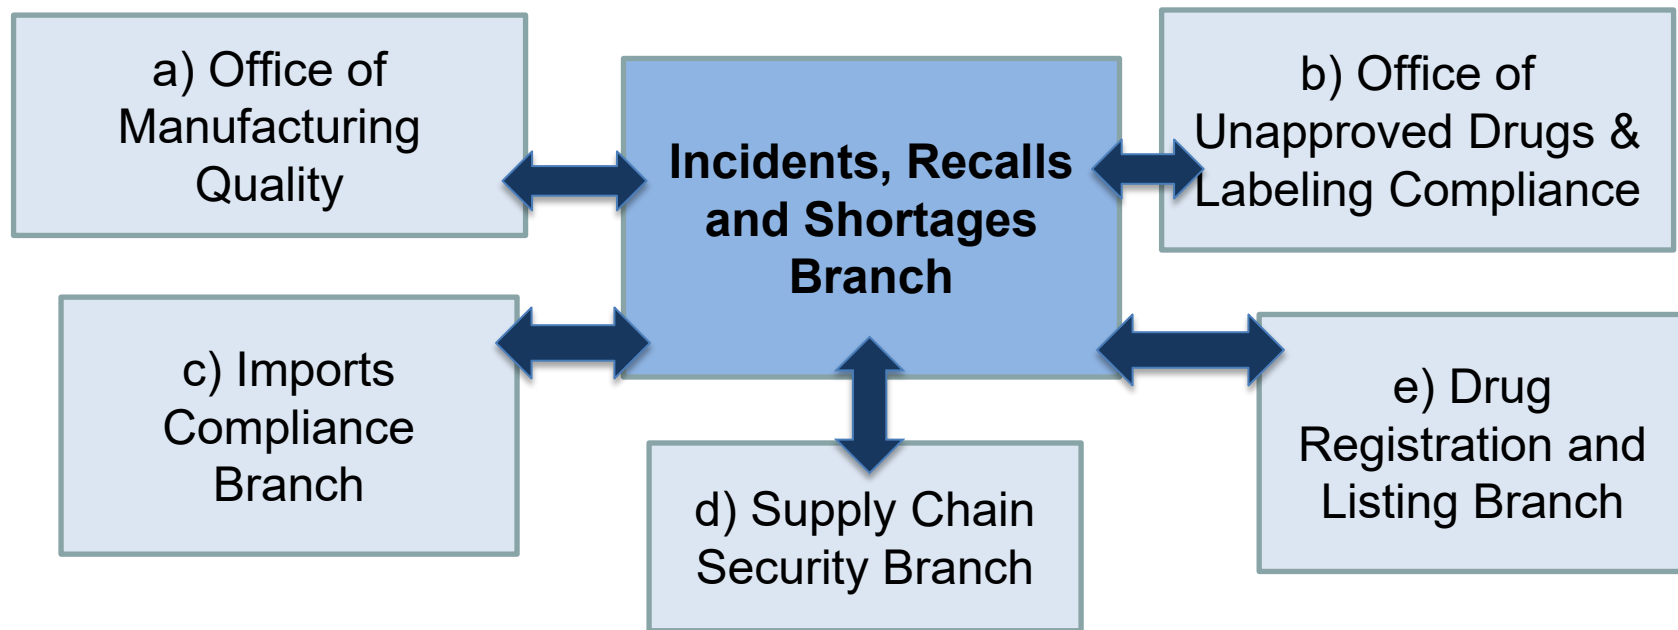 a) Office of
Manufacturing
Quality
Incidents, Recalls
and Shortages
Branch
b) Office of
Unapproved Drugs &
Labeling Compliance
c) Imports
Compliance
Branch
d) Supply Chain
Security Branch
e) Drug
Registration and
Listing Branch